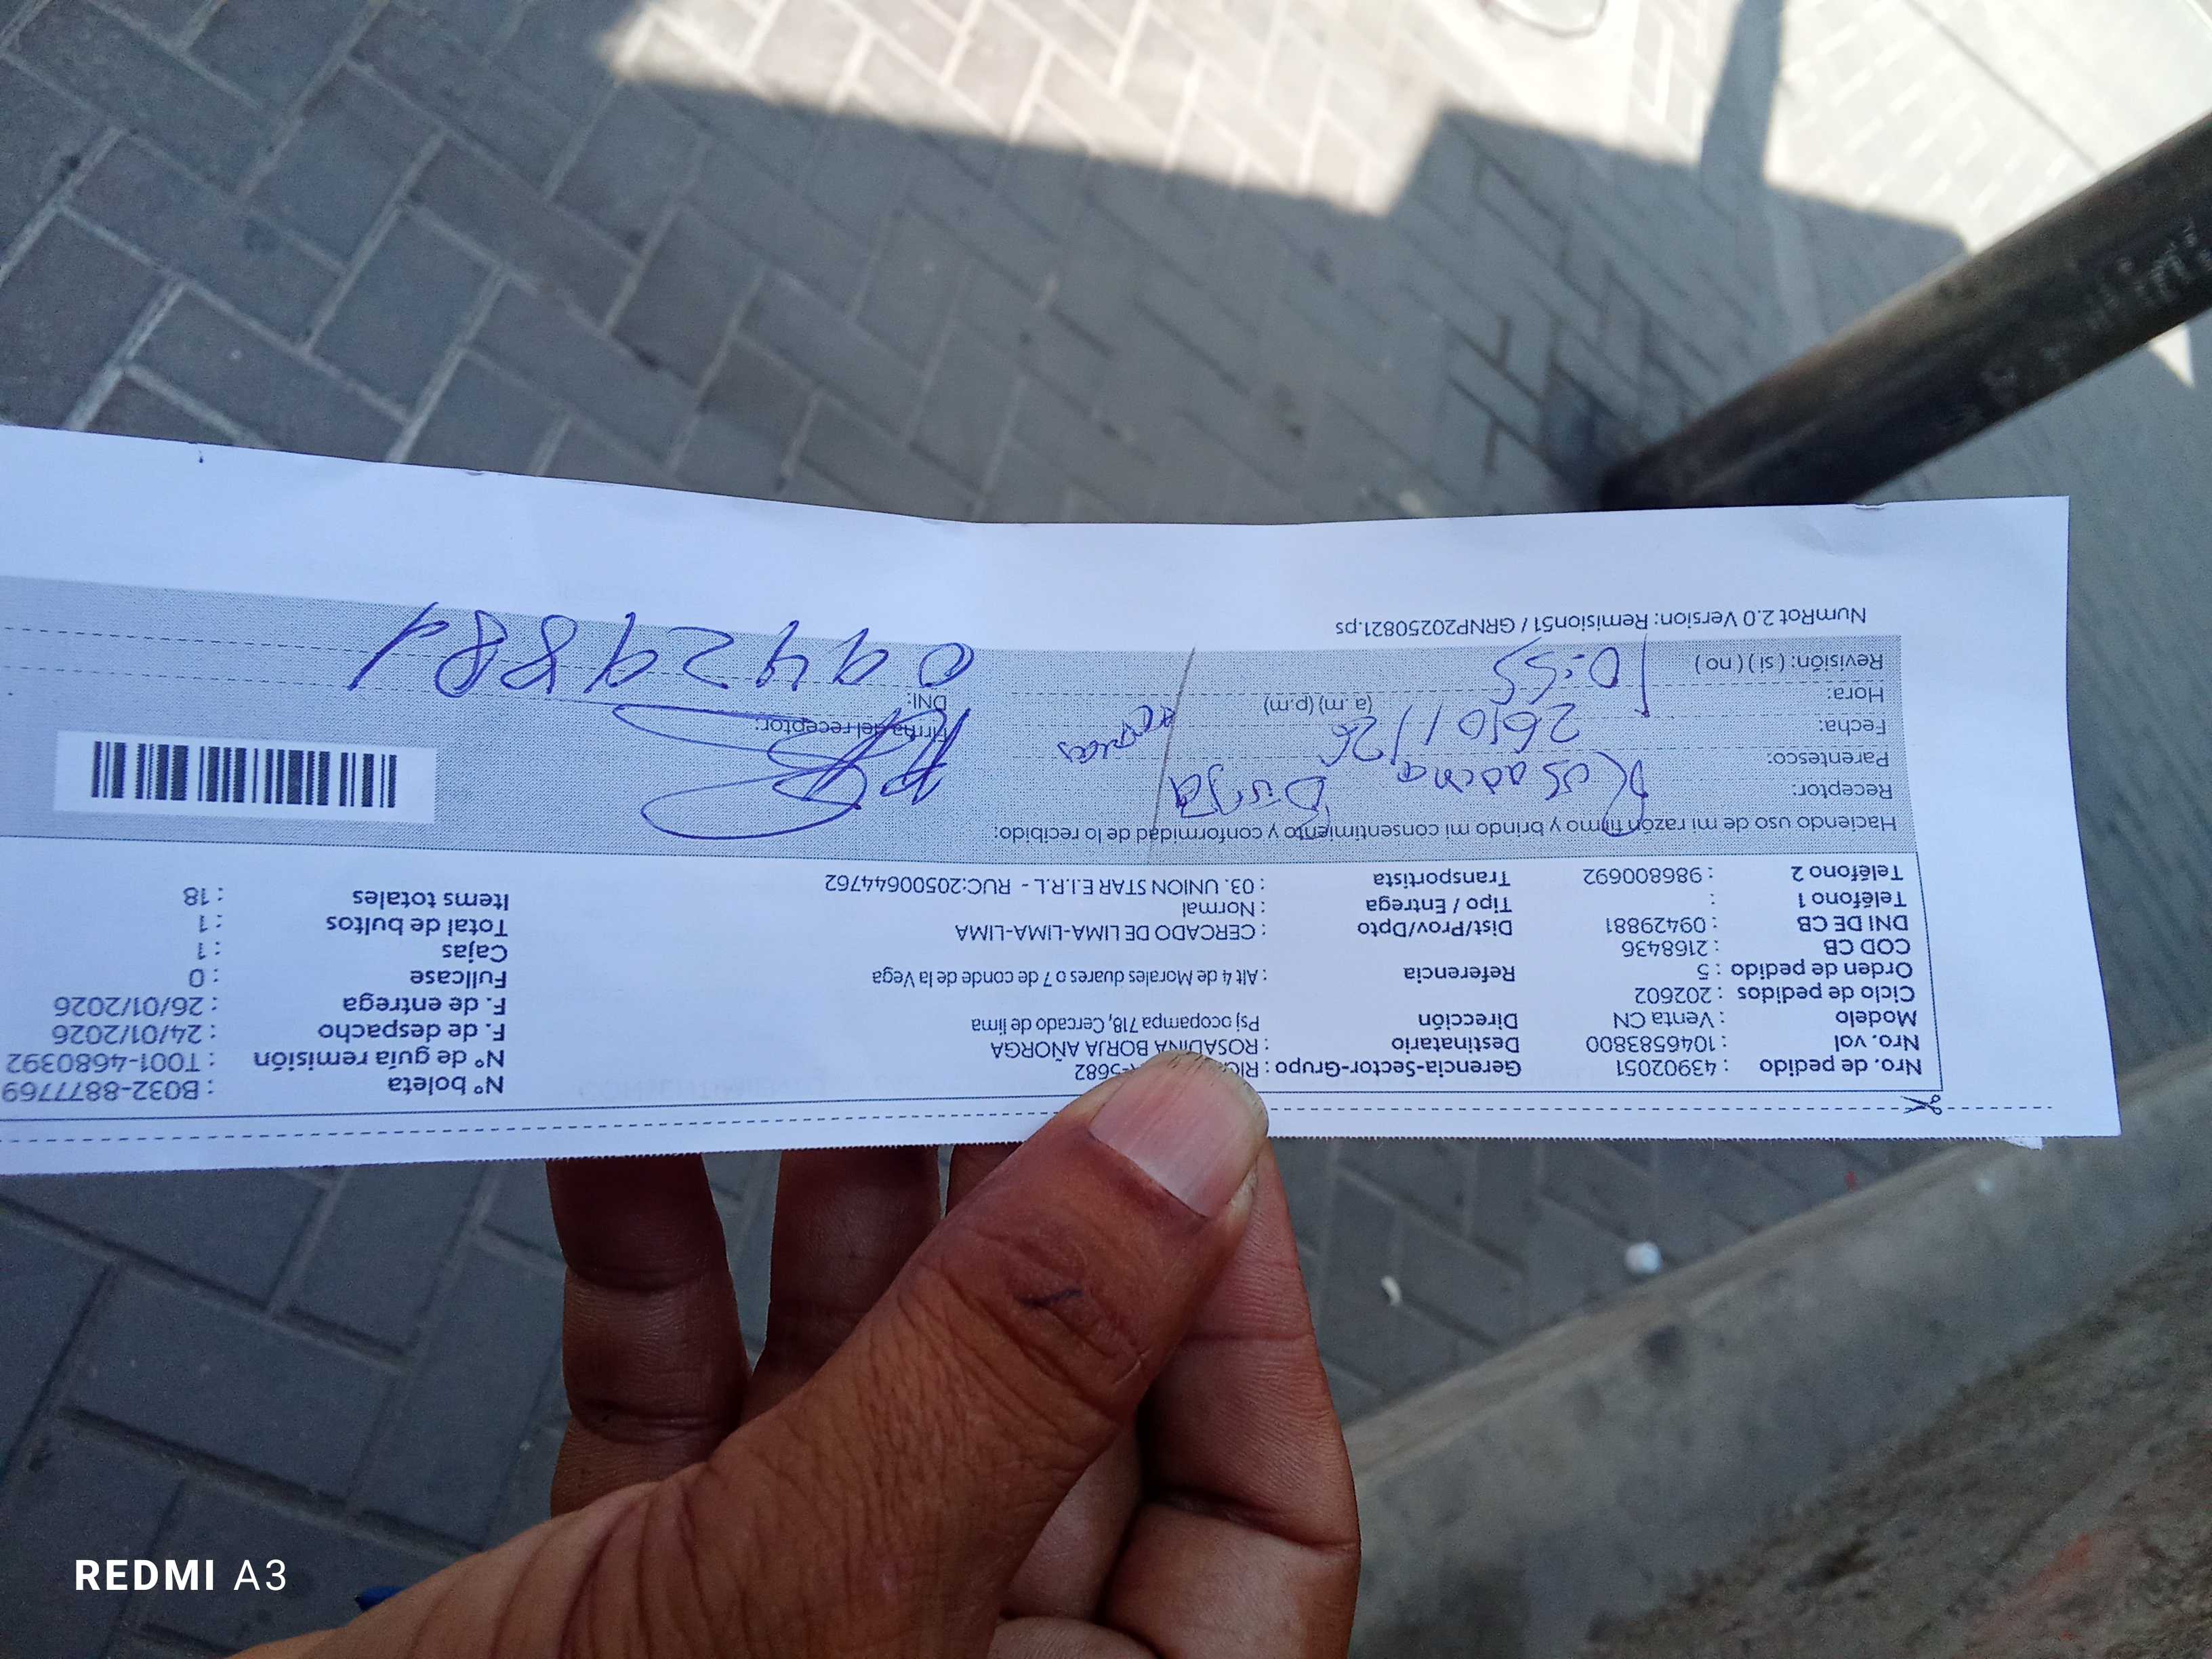 Nro. de pedido : 43902051
Nro. val : 1046583800
Modelo : Venta CN
Ciclo de pedidos : 202602
Orden de pedido : 5
COD CB : 2168436
DNI DE CB : 09429881
Teléfono 1 :
Teléfono 2 : 986800692
Gerencia-Sector-Grupo : RIC 5682
Destinatario : ROSADINA BORJA AÑORGA
Dirección Psj ocopampa 718, Cercado de lima
Referencia : Alt 4 de Morales duares o 7 de conde de la Vega
Dist/Prov/Dpto : CERCADO DE LIMA-LIMA-LIMA
Tipo / Entrega : Normal
Transportista : 03. UNION STAR E.I.R.L - RUC:20500644762
N° boleta : B032-8877769
N° de guía remisión : T001-4680392
F. de despacho : 24/01/2026
F. de entrega : 26/01/2026
Fullcase : 0
Cajas : 1
Total de bultos : 1
Items totales : 18
Haciendo uso de mi razón firmo y brindo mi consentimiento y conformidad de lo recibido:
Receptor: Rosadina Borja
Parentesco:
Fecha: 26/01/26
Hora: 10:55 (a.m) (p.m)
Revisión: ( si ) ( no )
Firma del receptor:
DNI: 09429881
NumRot 2.0 Version: Remision51 / GRNP20250821.ps
REDMI A3